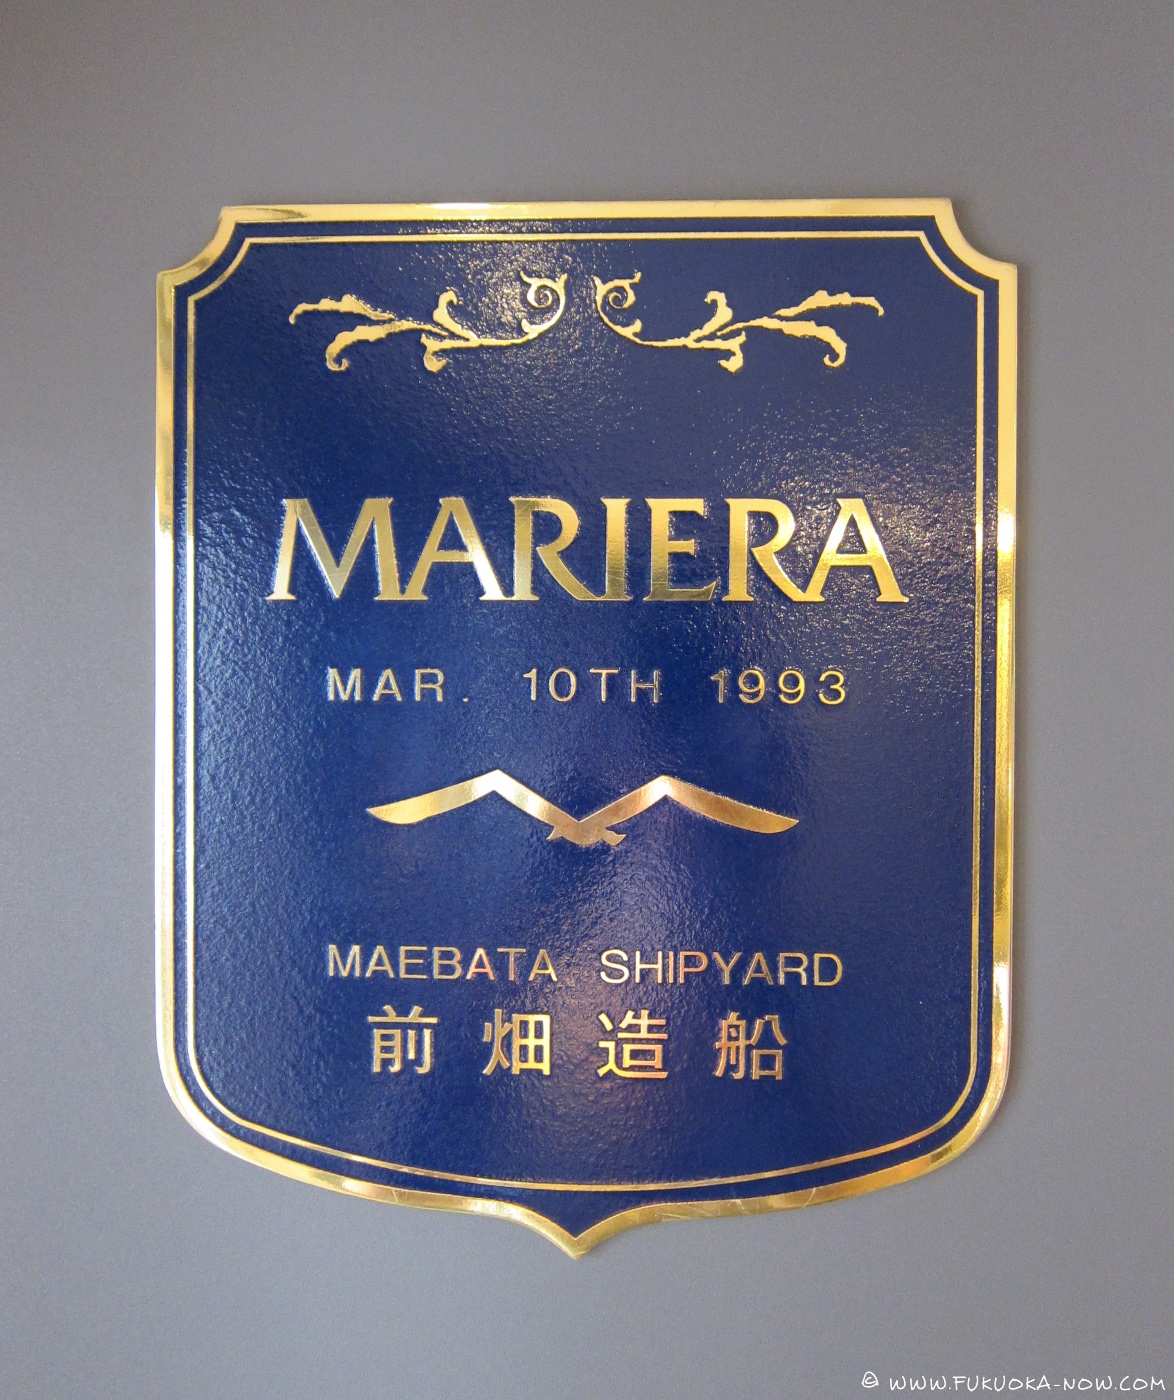 MARIERA
MAR. 10TH 1993
MAEBATA SHIPYARD
前畑造船
© WWW.FUKUOKA-NOW.COM